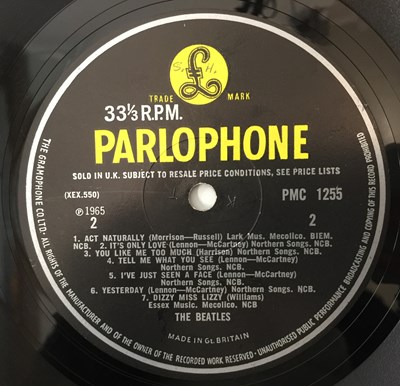 S. H.
£
TRADE MARK
33⅓ R.P.M.
PARLOPHONE
SOLD IN U.K. SUBJECT TO RESALE PRICE CONDITIONS, SEE PRICE LISTS
(XEX.550)
PMC 1255
℗1965
2
2
1. ACT NATURALLY (Morrison—Russell) Lark Mus. Mecolico. BIEM.
NCB. 2. IT'S ONLY LOVE (Lennon—McCartney) Northern Songs. NCB.
3. YOU LIKE ME TOO MUCH (Harrison) Northern Songs. NCB.
4. TELL ME WHAT YOU SEE (Lennon—McCartney)
Northern Songs. NCB.
5. I'VE JUST SEEN A FACE (Lennon—McCartney)
Northern Songs. NCB.
6. YESTERDAY (Lennon—McCartney) Northern Songs. NCB.
7. DIZZY MISS LIZZY (Williams)
Essex Music. Mecolico. NCB.
THE BEATLES
MADE IN GT. BRITAIN
THE GRAMOPHONE CO LTD · ALL RIGHTS OF THE MANUFACTURER AND OF THE OWNER OF THE RECORDED WORK RESERVED · UNAUTHORISED PUBLIC PERFORMANCE BROADCASTING AND COPYING OF THIS RECORD PROHIBITED